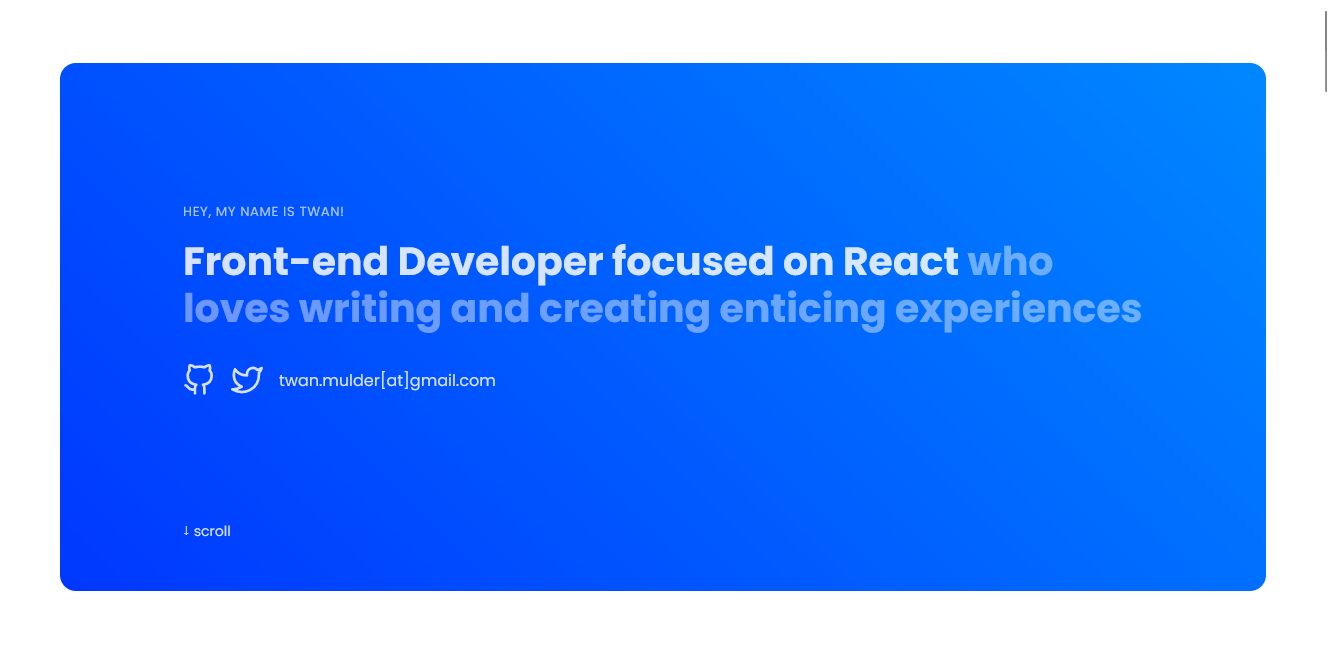 HEY, MY NAME IS TWAN!
Front-end Developer focused on React who
loves writing and creating enticing experiences
twan.mulder[at]gmail.com
↓ scroll